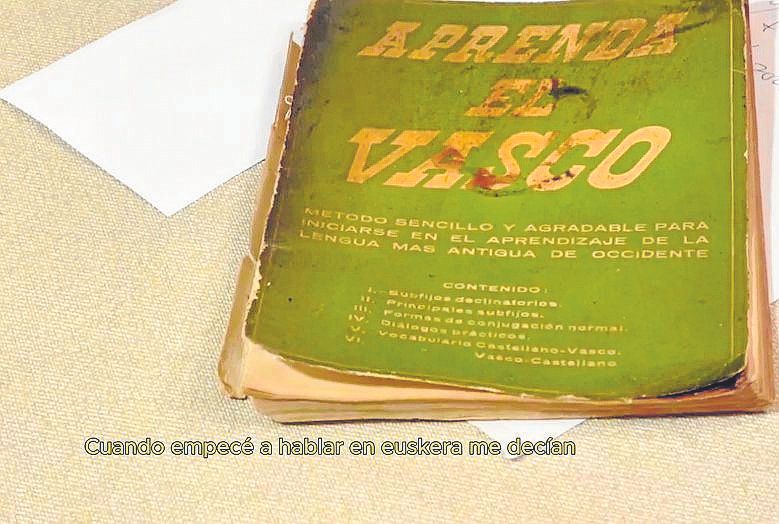 APRENDA
EL
VASCO
METODO SENCILLO Y AGRADABLE PARA
INICIARSE EN EL APRENDIZAJE DE LA
LENGUA MAS ANTIGUA DE OCCIDENTE
CONTENIDO:
I.—Subfijos declinatorios.
II. Principales subfijos.
III. Formas de conjugación normal.
IV. Diálogos prácticos.
V. Vocabulario Castellano-Vasco.
VI. Vasco-Castellano
Cuando empecé a hablar en euskera me decían